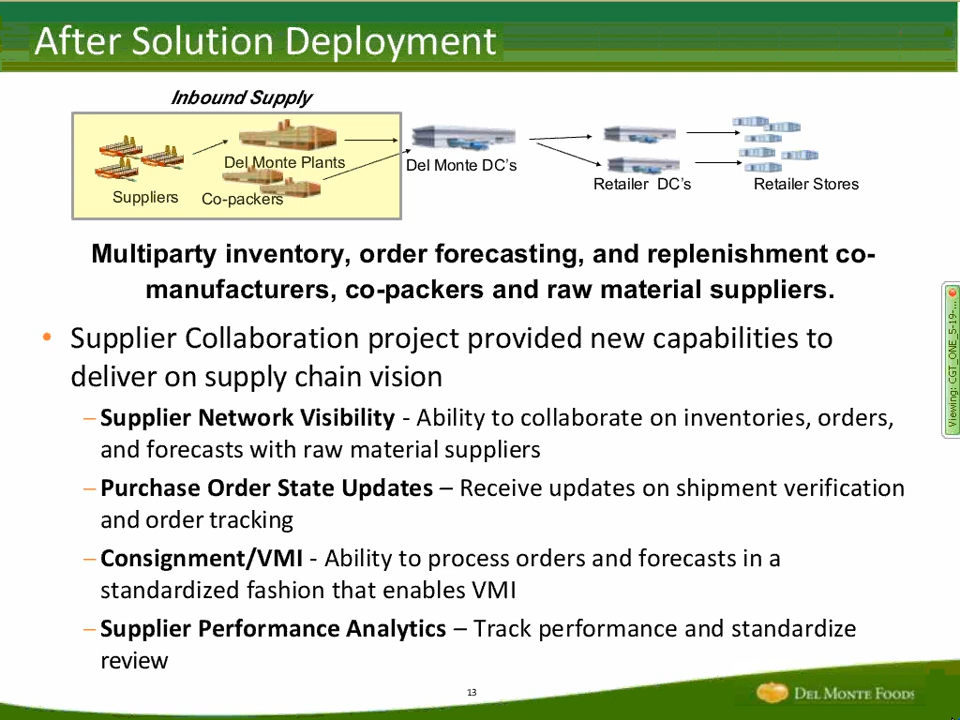 After Solution Deployment
Inbound Supply
Del Monte Plants
Del Monte DC's
Suppliers
Co-packers
Retailer DC's
Retailer Stores
Multiparty inventory, order forecasting, and replenishment co-
manufacturers, co-packers and raw material suppliers.
• Supplier Collaboration project provided new capabilities to
deliver on supply chain vision
– Supplier Network Visibility - Ability to collaborate on inventories, orders,
and forecasts with raw material suppliers
– Purchase Order State Updates – Receive updates on shipment verification
and order tracking
– Consignment/VMI - Ability to process orders and forecasts in a
standardized fashion that enables VMI
– Supplier Performance Analytics – Track performance and standardize
review
Viewing: CGT_ONE_5-19-...
13
DEL MONTE FOODS